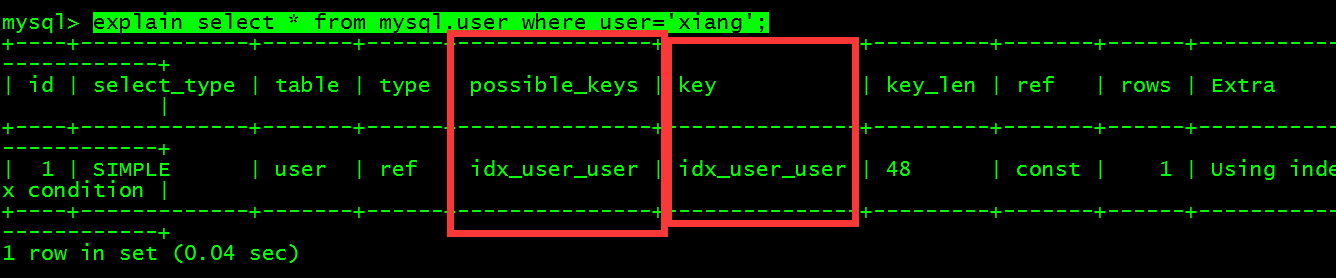 mysql> explain select * from mysql.user where user='xiang';
+----+-------------+-------+------+---------------+---------------+---------+-------+------+-----------
------------+
| id | select_type | table | type | possible_keys | key           | key_len | ref   | rows | Extra
            |
+----+-------------+-------+------+---------------+---------------+---------+-------+------+-----------
------------+
|  1 | SIMPLE      | user  | ref  | idx_user_user | idx_user_user | 48      | const |    1 | Using inde
x condition |
+----+-------------+-------+------+---------------+---------------+---------+-------+------+-----------
------------+
1 row in set (0.04 sec)